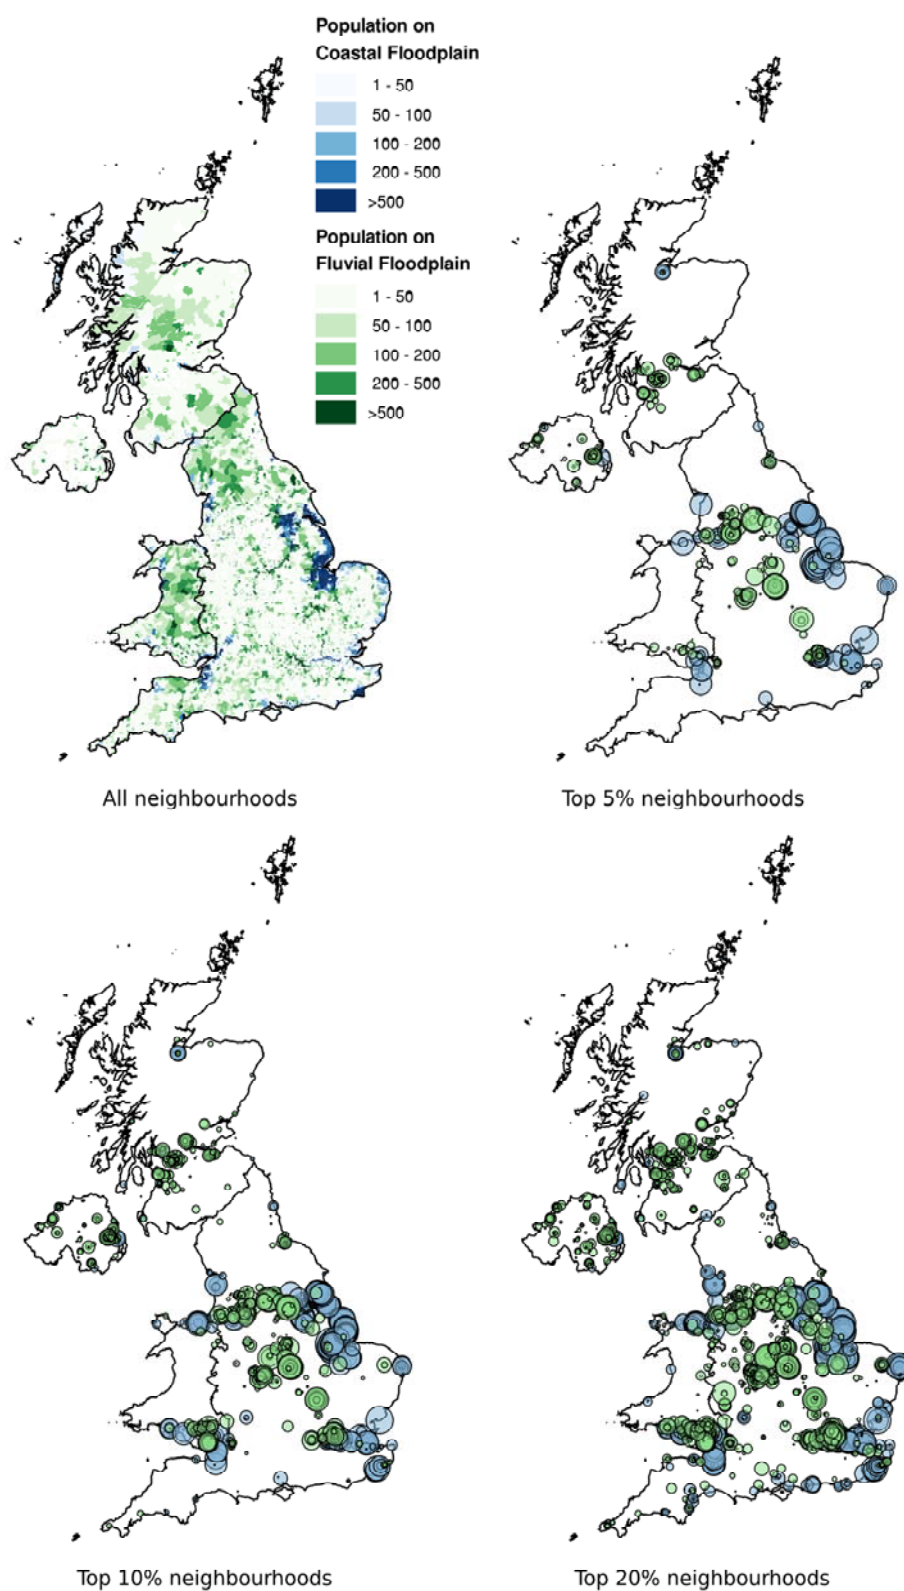 Population on
Coastal Floodplain
1 - 50
50 - 100
100 - 200
200 - 500
>500
Population on
Fluvial Floodplain
1 - 50
50 - 100
100 - 200
200 - 500
>500
All neighbourhoods
Top 5% neighbourhoods
Top 10% neighbourhoods
Top 20% neighbourhoods